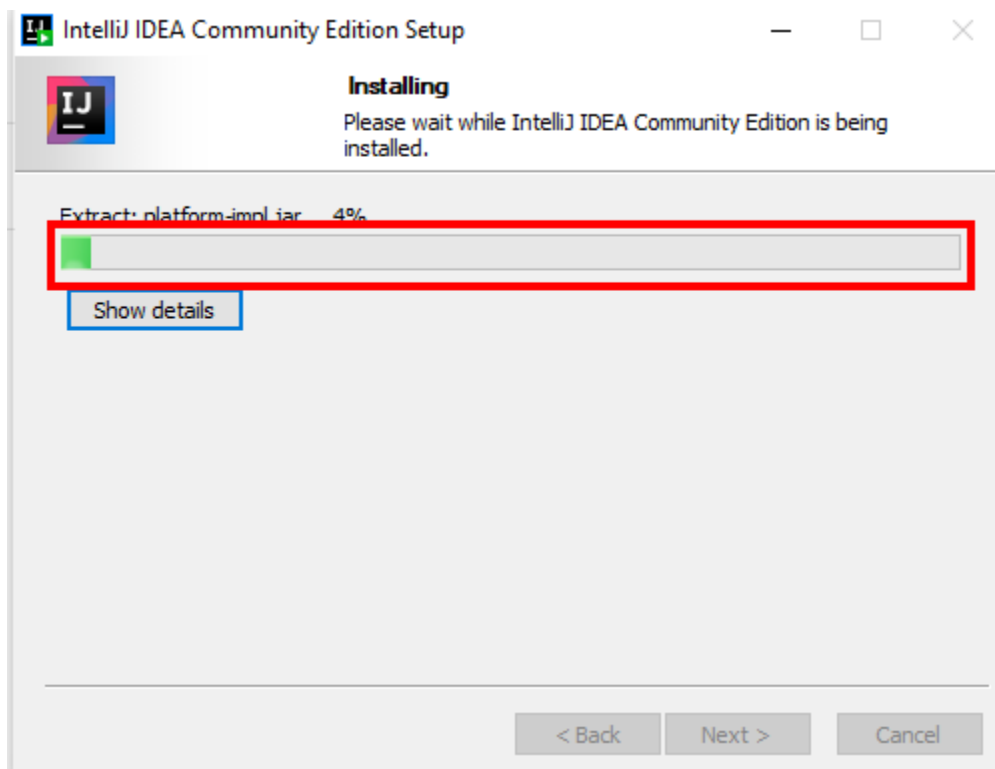 IntelliJ IDEA Community Edition Setup
IJ
Installing
Please wait while IntelliJ IDEA Community Edition is being
installed.
Extract: platform-impl.jar... 4%
Show details
< Back
Next >
Cancel